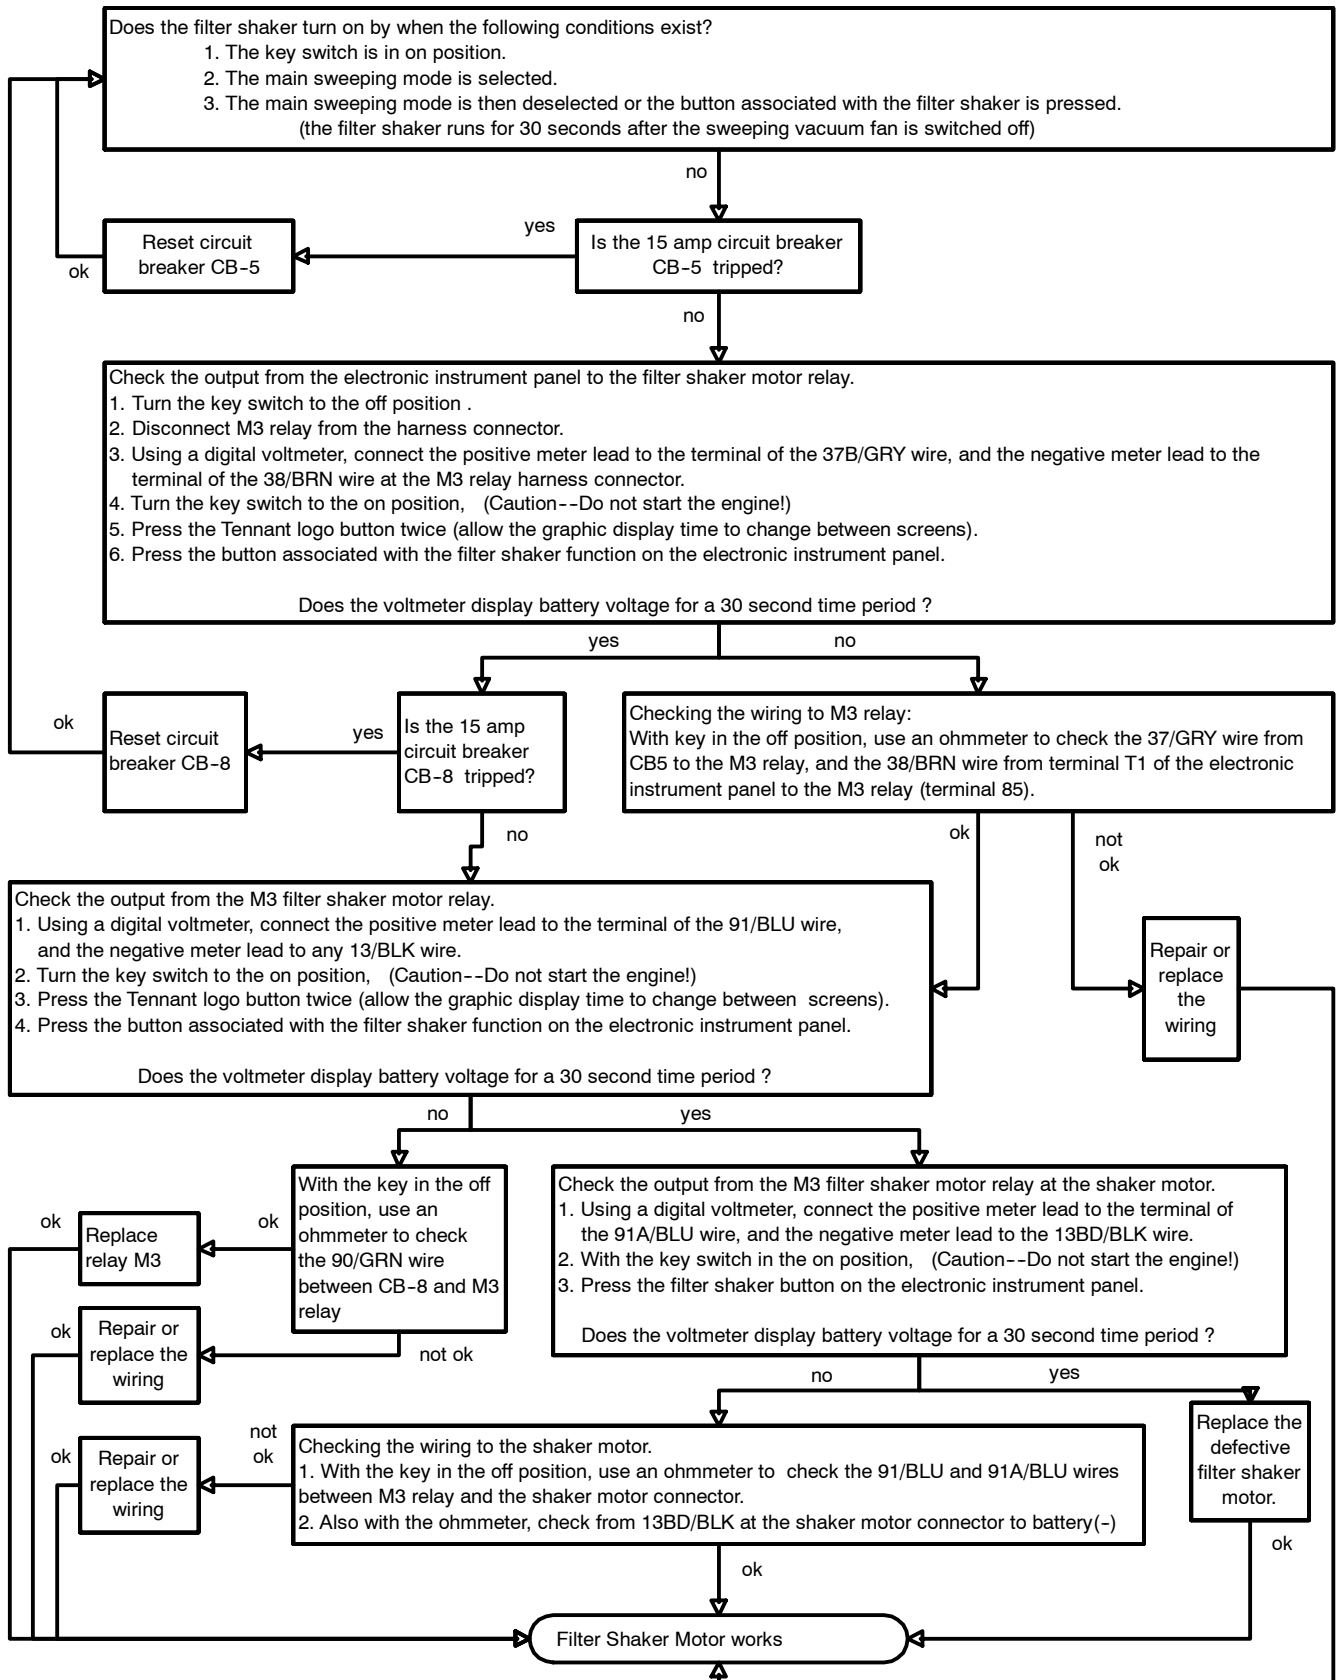 Does the filter shaker turn on by when the following conditions exist?
1. The key switch is in on position.
2. The main sweeping mode is selected.
3. The main sweeping mode is then deselected or the button associated with the filter shaker is pressed.
(the filter shaker runs for 30 seconds after the sweeping vacuum fan is switched off)
no
yes
Reset circuit
breaker CB-5
Is the 15 amp circuit breaker
CB-5 tripped?
ok
no
Check the output from the electronic instrument panel to the filter shaker motor relay.
1. Turn the key switch to the off position .
2. Disconnect M3 relay from the harness connector.
3. Using a digital voltmeter, connect the positive meter lead to the terminal of the 37B/GRY wire, and the negative meter lead to the
terminal of the 38/BRN wire at the M3 relay harness connector.
4. Turn the key switch to the on position, (Caution--Do not start the engine!)
5. Press the Tennant logo button twice (allow the graphic display time to change between screens).
6. Press the button associated with the filter shaker function on the electronic instrument panel.
Does the voltmeter display battery voltage for a 30 second time period ?
yes
no
ok
Reset circuit
breaker CB-8
yes
Is the 15 amp
circuit breaker
CB-8 tripped?
Checking the wiring to M3 relay:
With key in the off position, use an ohmmeter to check the 37/GRY wire from
CB5 to the M3 relay, and the 38/BRN wire from terminal T1 of the electronic
instrument panel to the M3 relay (terminal 85).
no
ok
not
ok
Check the output from the M3 filter shaker motor relay.
1. Using a digital voltmeter, connect the positive meter lead to the terminal of the 91/BLU wire,
and the negative meter lead to any 13/BLK wire.
2. Turn the key switch to the on position, (Caution--Do not start the engine!)
3. Press the Tennant logo button twice (allow the graphic display time to change between screens).
4. Press the button associated with the filter shaker function on the electronic instrument panel.
Does the voltmeter display battery voltage for a 30 second time period ?
Repair or
replace
the
wiring
no
yes
With the key in the off
position, use an
ohmmeter to check
the 90/GRN wire
between CB-8 and M3
relay
ok
Replace
relay M3
ok
Check the output from the M3 filter shaker motor relay at the shaker motor.
1. Using a digital voltmeter, connect the positive meter lead to the terminal of
the 91A/BLU wire, and the negative meter lead to the 13BD/BLK wire.
2. With the key switch in the on position, (Caution--Do not start the engine!)
3. Press the filter shaker button on the electronic instrument panel.
Does the voltmeter display battery voltage for a 30 second time period ?
ok
Repair or
replace the
wiring
not ok
no
yes
ok
Repair or
replace the
wiring
not
ok
Checking the wiring to the shaker motor.
1. With the key in the off position, use an ohmmeter to check the 91/BLU and 91A/BLU wires
between M3 relay and the shaker motor connector.
2. Also with the ohmmeter, check from 13BD/BLK at the shaker motor connector to battery(-)
Replace the
defective
filter shaker
motor.
ok
ok
Filter Shaker Motor works